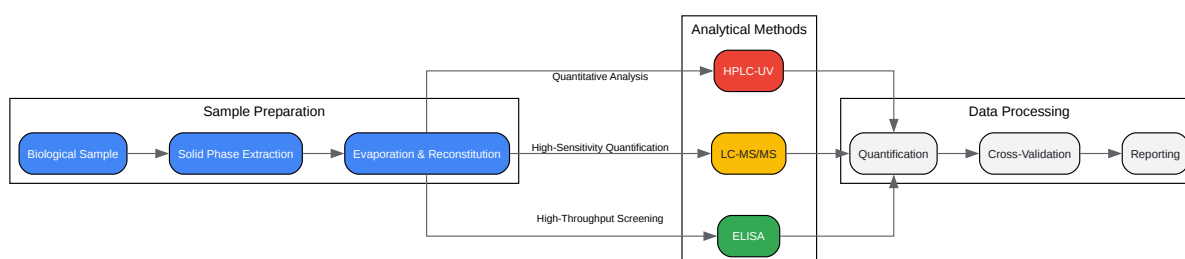 Analytical Methods
HPLC-UV
Quantitative Analysis
Sample Preparation
Data Processing
Biological Sample
Solid Phase Extraction
Evaporation & Reconstitution
High-Sensitivity Quantification
LC-MS/MS
Quantification
Cross-Validation
Reporting
High-Throughput Screening
ELISA